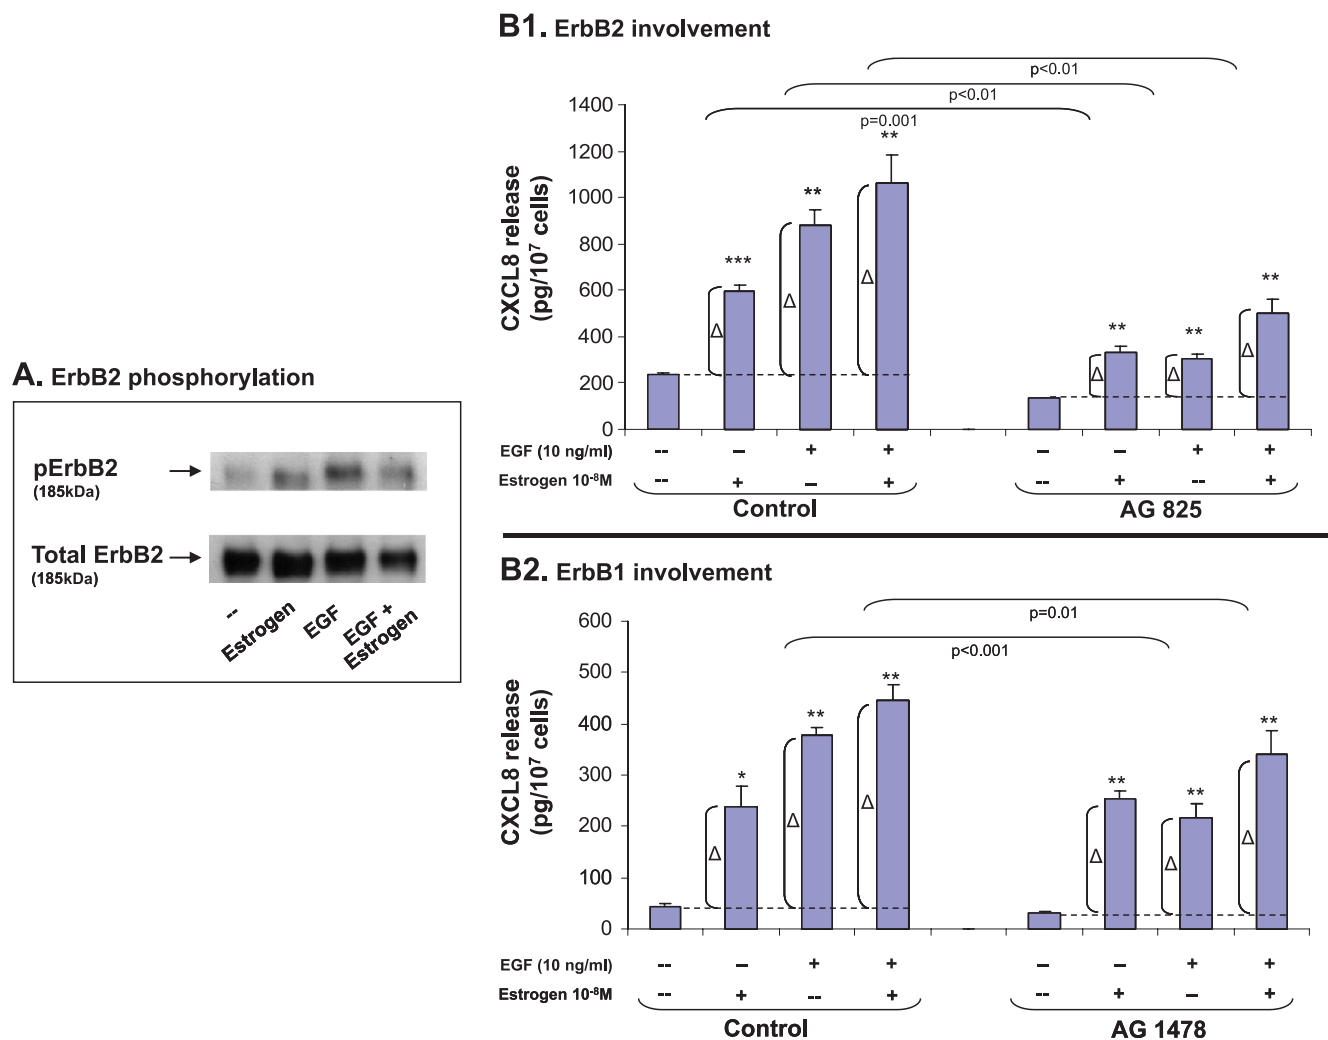 B1. ErbB2 involvement
p<0.01
p<0.01
p=0.001
CXCL8 release
(pg/10⁷ cells)
1400
1200
1000
800
600
400
200
0
***
**
**
**
**
**
Δ
Δ
Δ
Δ
Δ
Δ
EGF (10 ng/ml) -- – + + – – + +
Estrogen 10⁻⁸M -- + – + -- + -- +
Control
AG 825
A. ErbB2 phosphorylation
pErbB2
(185kDa)
Total ErbB2
(185kDa)
--
Estrogen
EGF
EGF +
Estrogen
B2. ErbB1 involvement
p=0.01
p<0.001
CXCL8 release
(pg/10⁷ cells)
600
500
400
300
200
100
0
*
**
**
**
**
**
Δ
Δ
Δ
Δ
Δ
Δ
EGF (10 ng/ml) -- – + + – – + +
Estrogen 10⁻⁸M -- + -- + -- + – +
Control
AG 1478